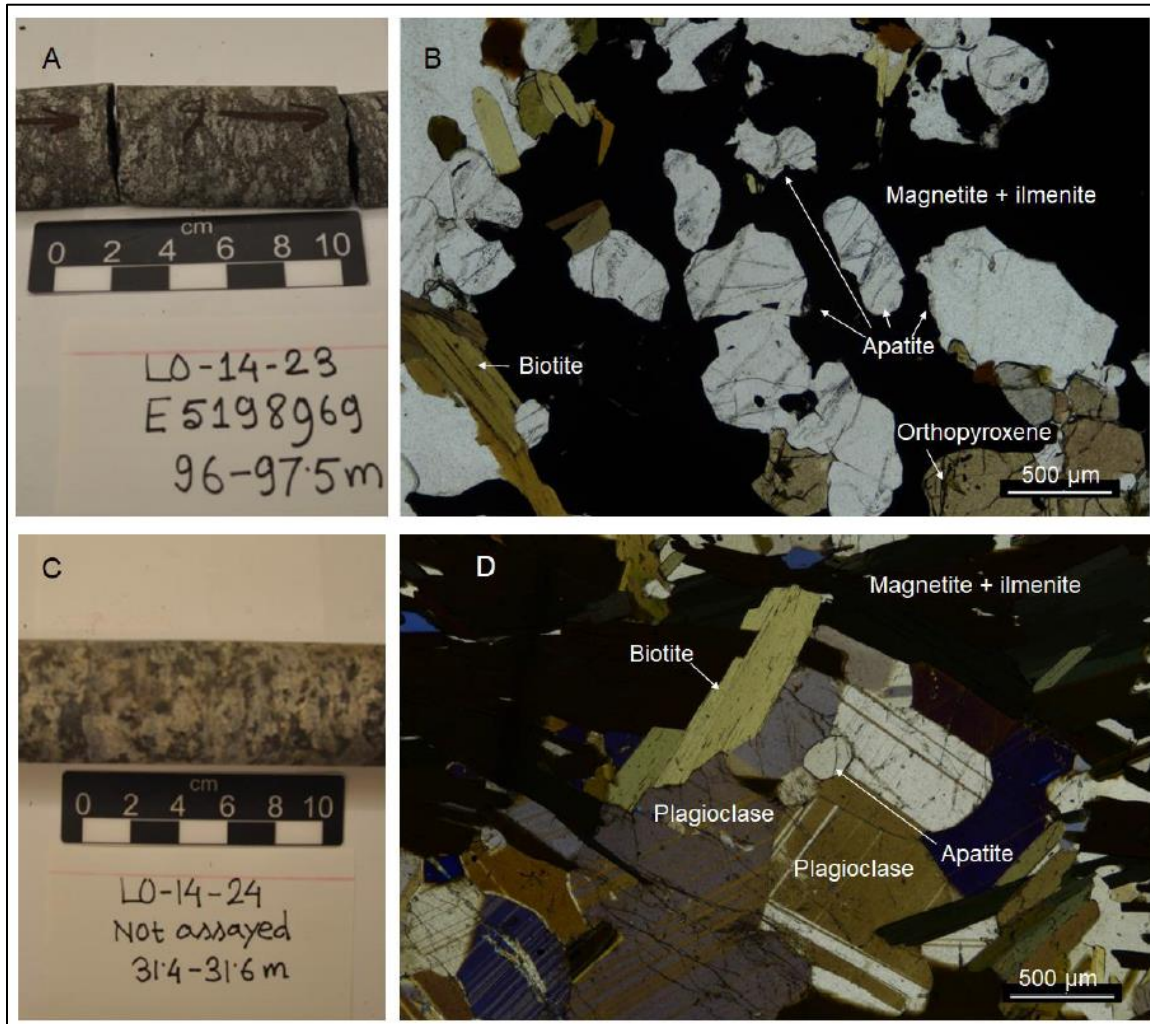 A
cm
0 2 4 6 8 10
LO-14-23
E5198969
96-97.5m
B
Magnetite + ilmenite
Apatite
Biotite
Orthopyroxene
500 µm
C
cm
0 2 4 6 8 10
LO-14-24
Not assayed
31.4-31.6m
D
Magnetite + ilmenite
Biotite
Plagioclase
Plagioclase
Apatite
500 µm